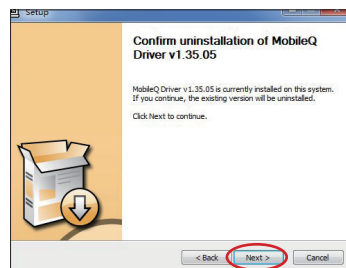 Setup
Confirm uninstallation of MobileQ
Driver v1.35.05
MobileQ Driver v1.35.05 is currently installed on this system.
If you continue, the existing version will be uninstalled.
Click Next to continue.
< Back
Next >
Cancel